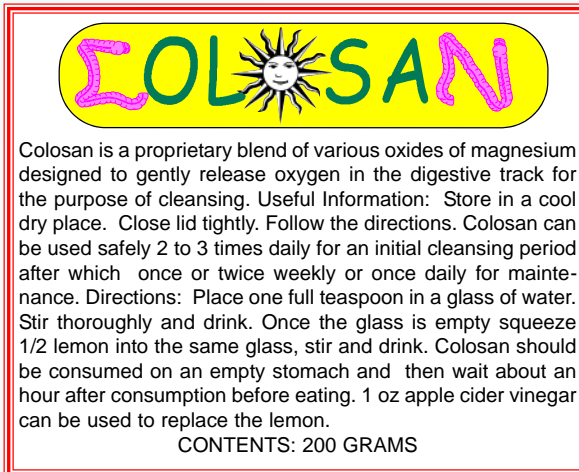 COLOSAN
Colosan is a proprietary blend of various oxides of magnesium
designed to gently release oxygen in the digestive track for
the purpose of cleansing. Useful Information:  Store in a cool
dry place.  Close lid tightly. Follow the directions. Colosan can
be used safely 2 to 3 times daily for an initial cleansing period
after which  once or twice weekly or once daily for mainte-
nance. Directions:  Place one full teaspoon in a glass of water.
Stir thoroughly and drink. Once the glass is empty squeeze
1/2 lemon into the same glass, stir and drink. Colosan should
be consumed on an empty stomach and  then wait about an
hour after consumption before eating. 1 oz apple cider vinegar
can be used to replace the lemon.
CONTENTS: 200 GRAMS